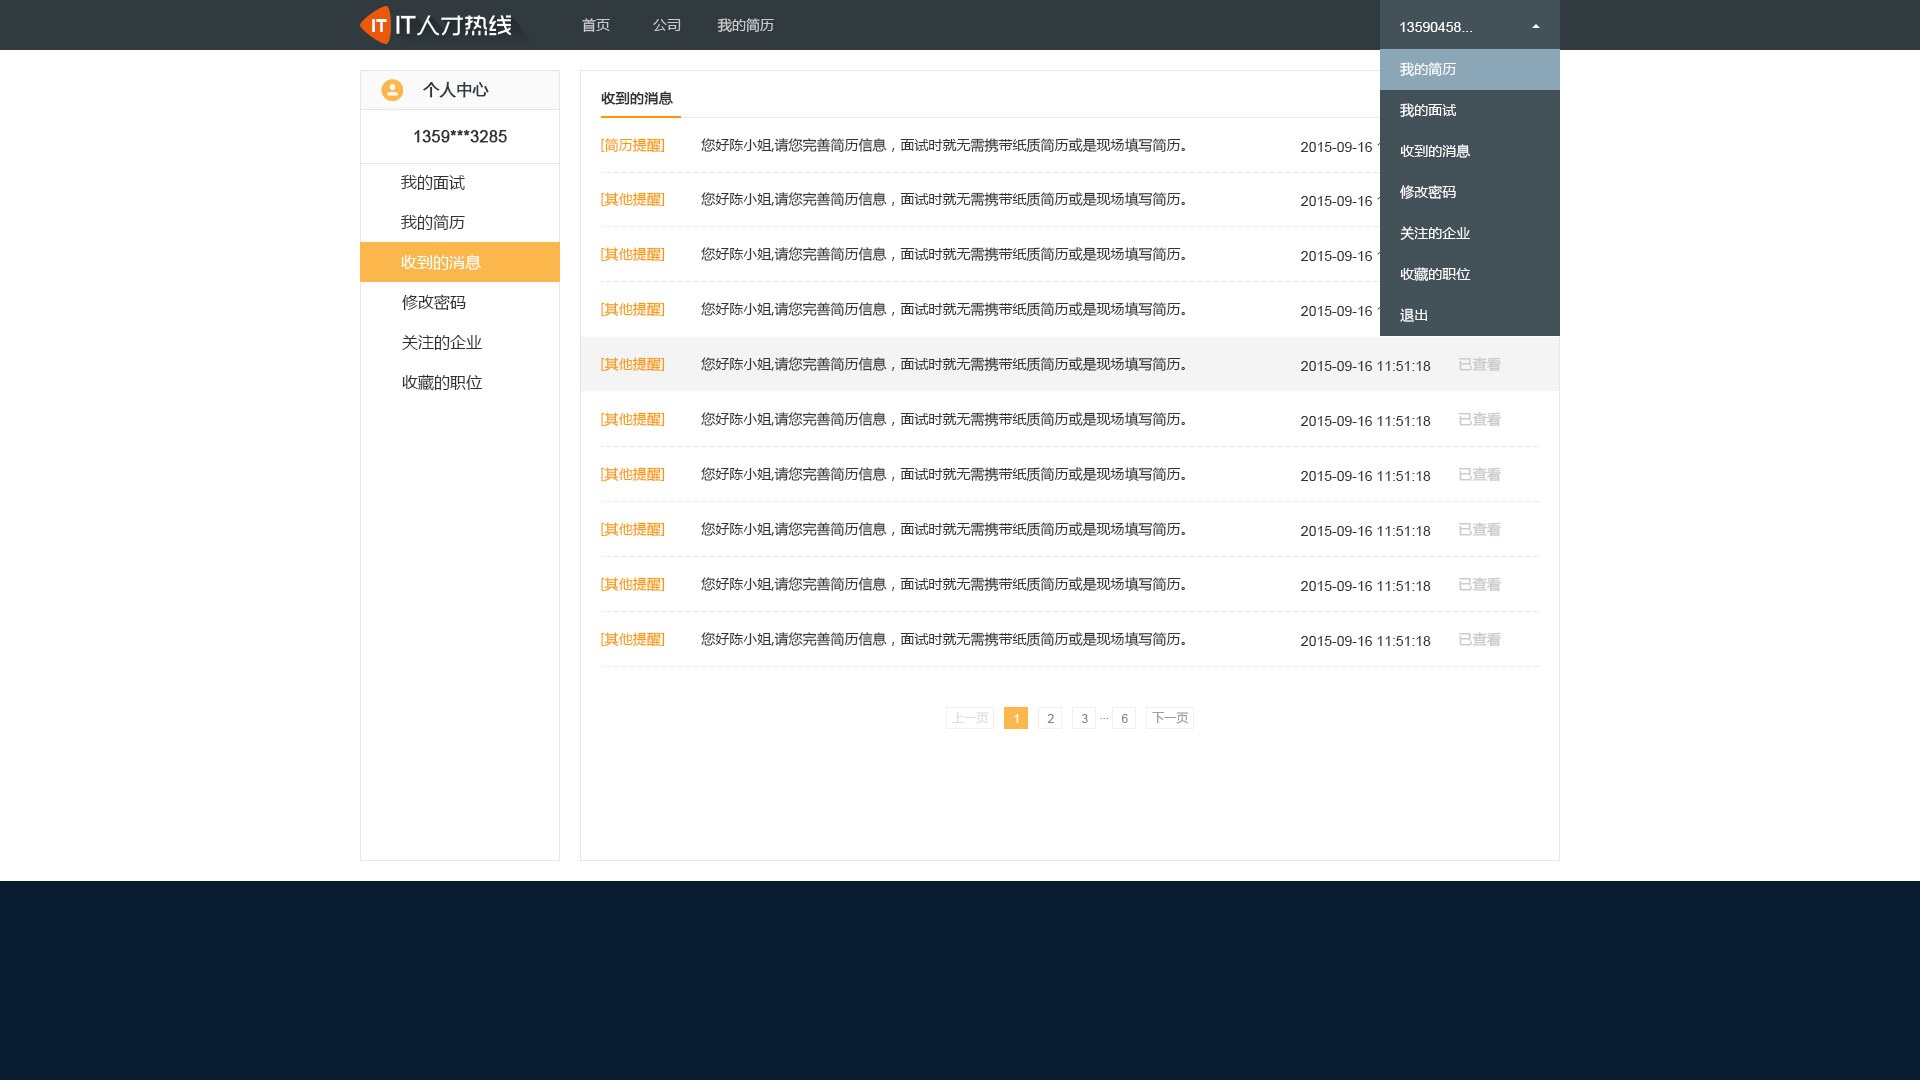 IT IT人才热线 首页 公司 我的简历 13590458...
我的简历
我的面试
收到的消息
修改密码
关注的企业
收藏的职位
退出
个人中心
1359***3285
我的面试
我的简历
收到的消息
修改密码
关注的企业
收藏的职位
收到的消息
[简历提醒] 您好陈小姐,请您完善简历信息，面试时就无需携带纸质简历或是现场填写简历。 2015-09-16
[其他提醒] 您好陈小姐,请您完善简历信息，面试时就无需携带纸质简历或是现场填写简历。 2015-09-16
[其他提醒] 您好陈小姐,请您完善简历信息，面试时就无需携带纸质简历或是现场填写简历。 2015-09-16
[其他提醒] 您好陈小姐,请您完善简历信息，面试时就无需携带纸质简历或是现场填写简历。 2015-09-16
[其他提醒] 您好陈小姐,请您完善简历信息，面试时就无需携带纸质简历或是现场填写简历。 2015-09-16 11:51:18 已查看
[其他提醒] 您好陈小姐,请您完善简历信息，面试时就无需携带纸质简历或是现场填写简历。 2015-09-16 11:51:18 已查看
[其他提醒] 您好陈小姐,请您完善简历信息，面试时就无需携带纸质简历或是现场填写简历。 2015-09-16 11:51:18 已查看
[其他提醒] 您好陈小姐,请您完善简历信息，面试时就无需携带纸质简历或是现场填写简历。 2015-09-16 11:51:18 已查看
[其他提醒] 您好陈小姐,请您完善简历信息，面试时就无需携带纸质简历或是现场填写简历。 2015-09-16 11:51:18 已查看
[其他提醒] 您好陈小姐,请您完善简历信息，面试时就无需携带纸质简历或是现场填写简历。 2015-09-16 11:51:18 已查看
上一页 1 2 3 ... 6 下一页